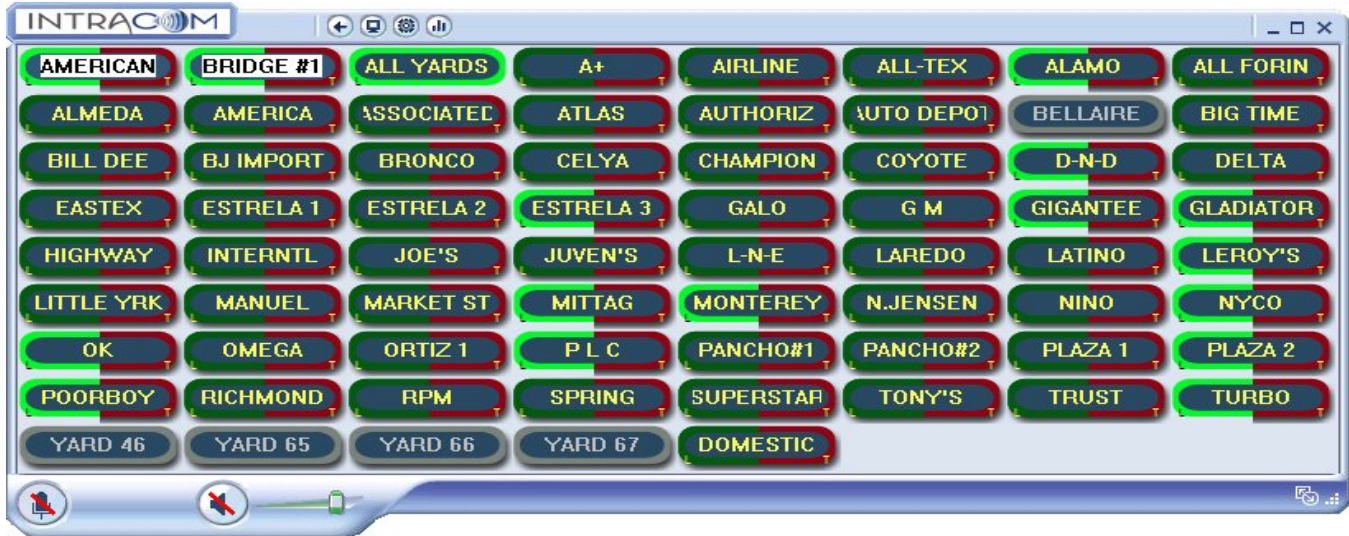 INTRACOM
AMERICAN BRIDGE #1 ALL YARDS A+ AIRLINE ALL-TEX ALAMO ALL FORIN
ALMEDA AMERICA ASSOCIATED ATLAS AUTHORIZ AUTO DEPOT BELLAIRE BIG TIME
BILL DEE BJ IMPORT BRONCO CELYA CHAMPION COYOTE D-N-D DELTA
EASTEX ESTRELA 1 ESTRELA 2 ESTRELA 3 GALO G M GIGANTEE GLADIATOR
HIGHWAY INTERNTL JOE'S JUVEN'S L-N-E LAREDO LATINO LEROY'S
LITTLE YRK MANUEL MARKET ST MITTAG MONTEREY N.JENSEN NINO NYCO
OK OMEGA ORTIZ 1 P L C PANCHO#1 PANCHO#2 PLAZA 1 PLAZA 2
POORBOY RICHMOND RPM SPRING SUPERSTAR TONY'S TRUST TURBO
YARD 46 YARD 65 YARD 66 YARD 67 DOMESTIC